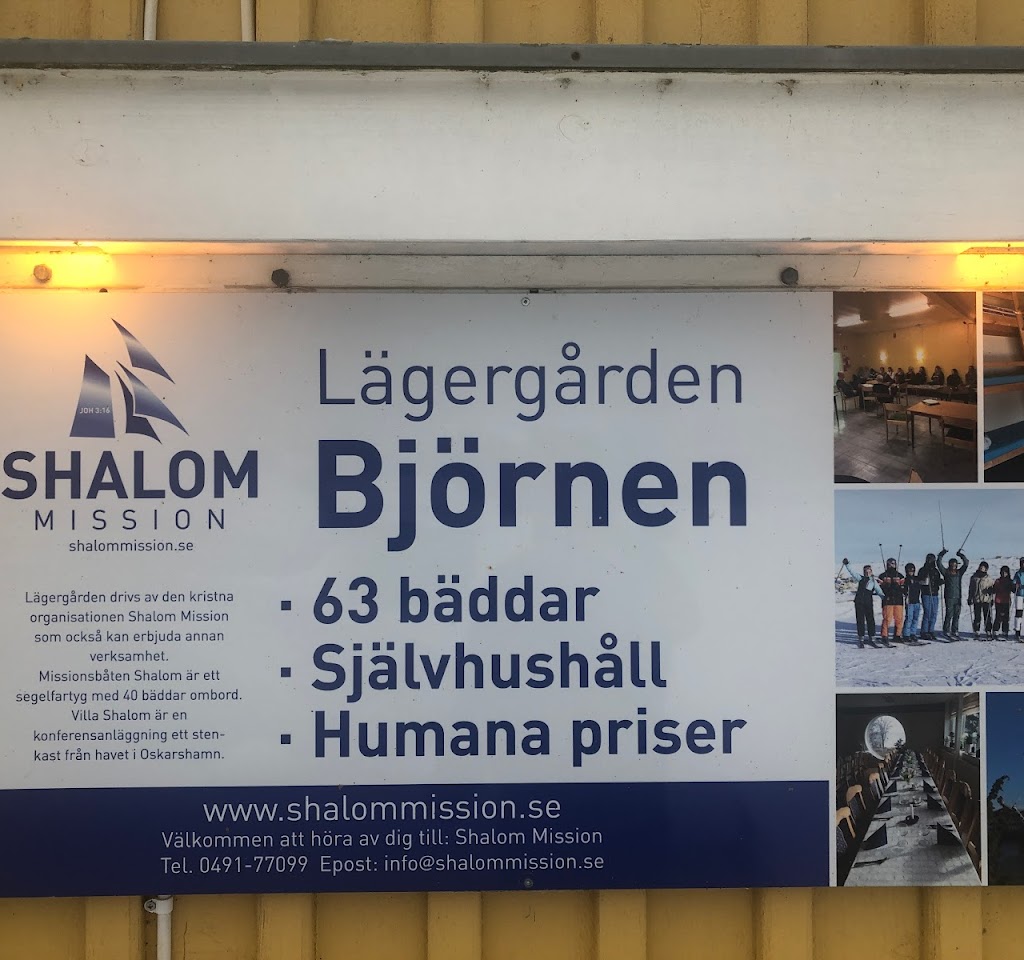 JOH 3:16
SHALOM
MISSION
shalommission.se
Lägergården drivs av den kristna
organisationen Shalom Mission
som också kan erbjuda annan
verksamhet.
Missionsbåten Shalom är ett
segelfartyg med 40 bäddar ombord.
Villa Shalom är en
konferensanläggning ett sten-
kast från havet i Oskarshamn.
Lägergården
Björnen
· 63 bäddar
· Självhushåll
· Humana priser
www.shalommission.se
Välkommen att höra av dig till: Shalom Mission
Tel. 0491-77099 Epost: info@shalommission.se